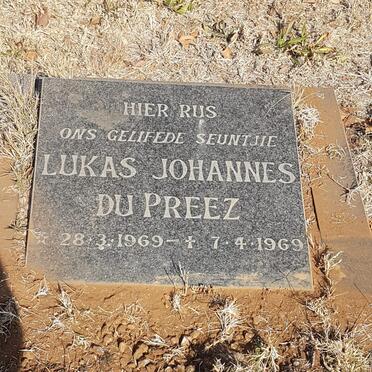 HIER RUS
ONS GELIEFDE SEUNTJIE
LUKAS JOHANNES
DU PREEZ
☆ 28·3·1969 – ✝ 7·4·1969